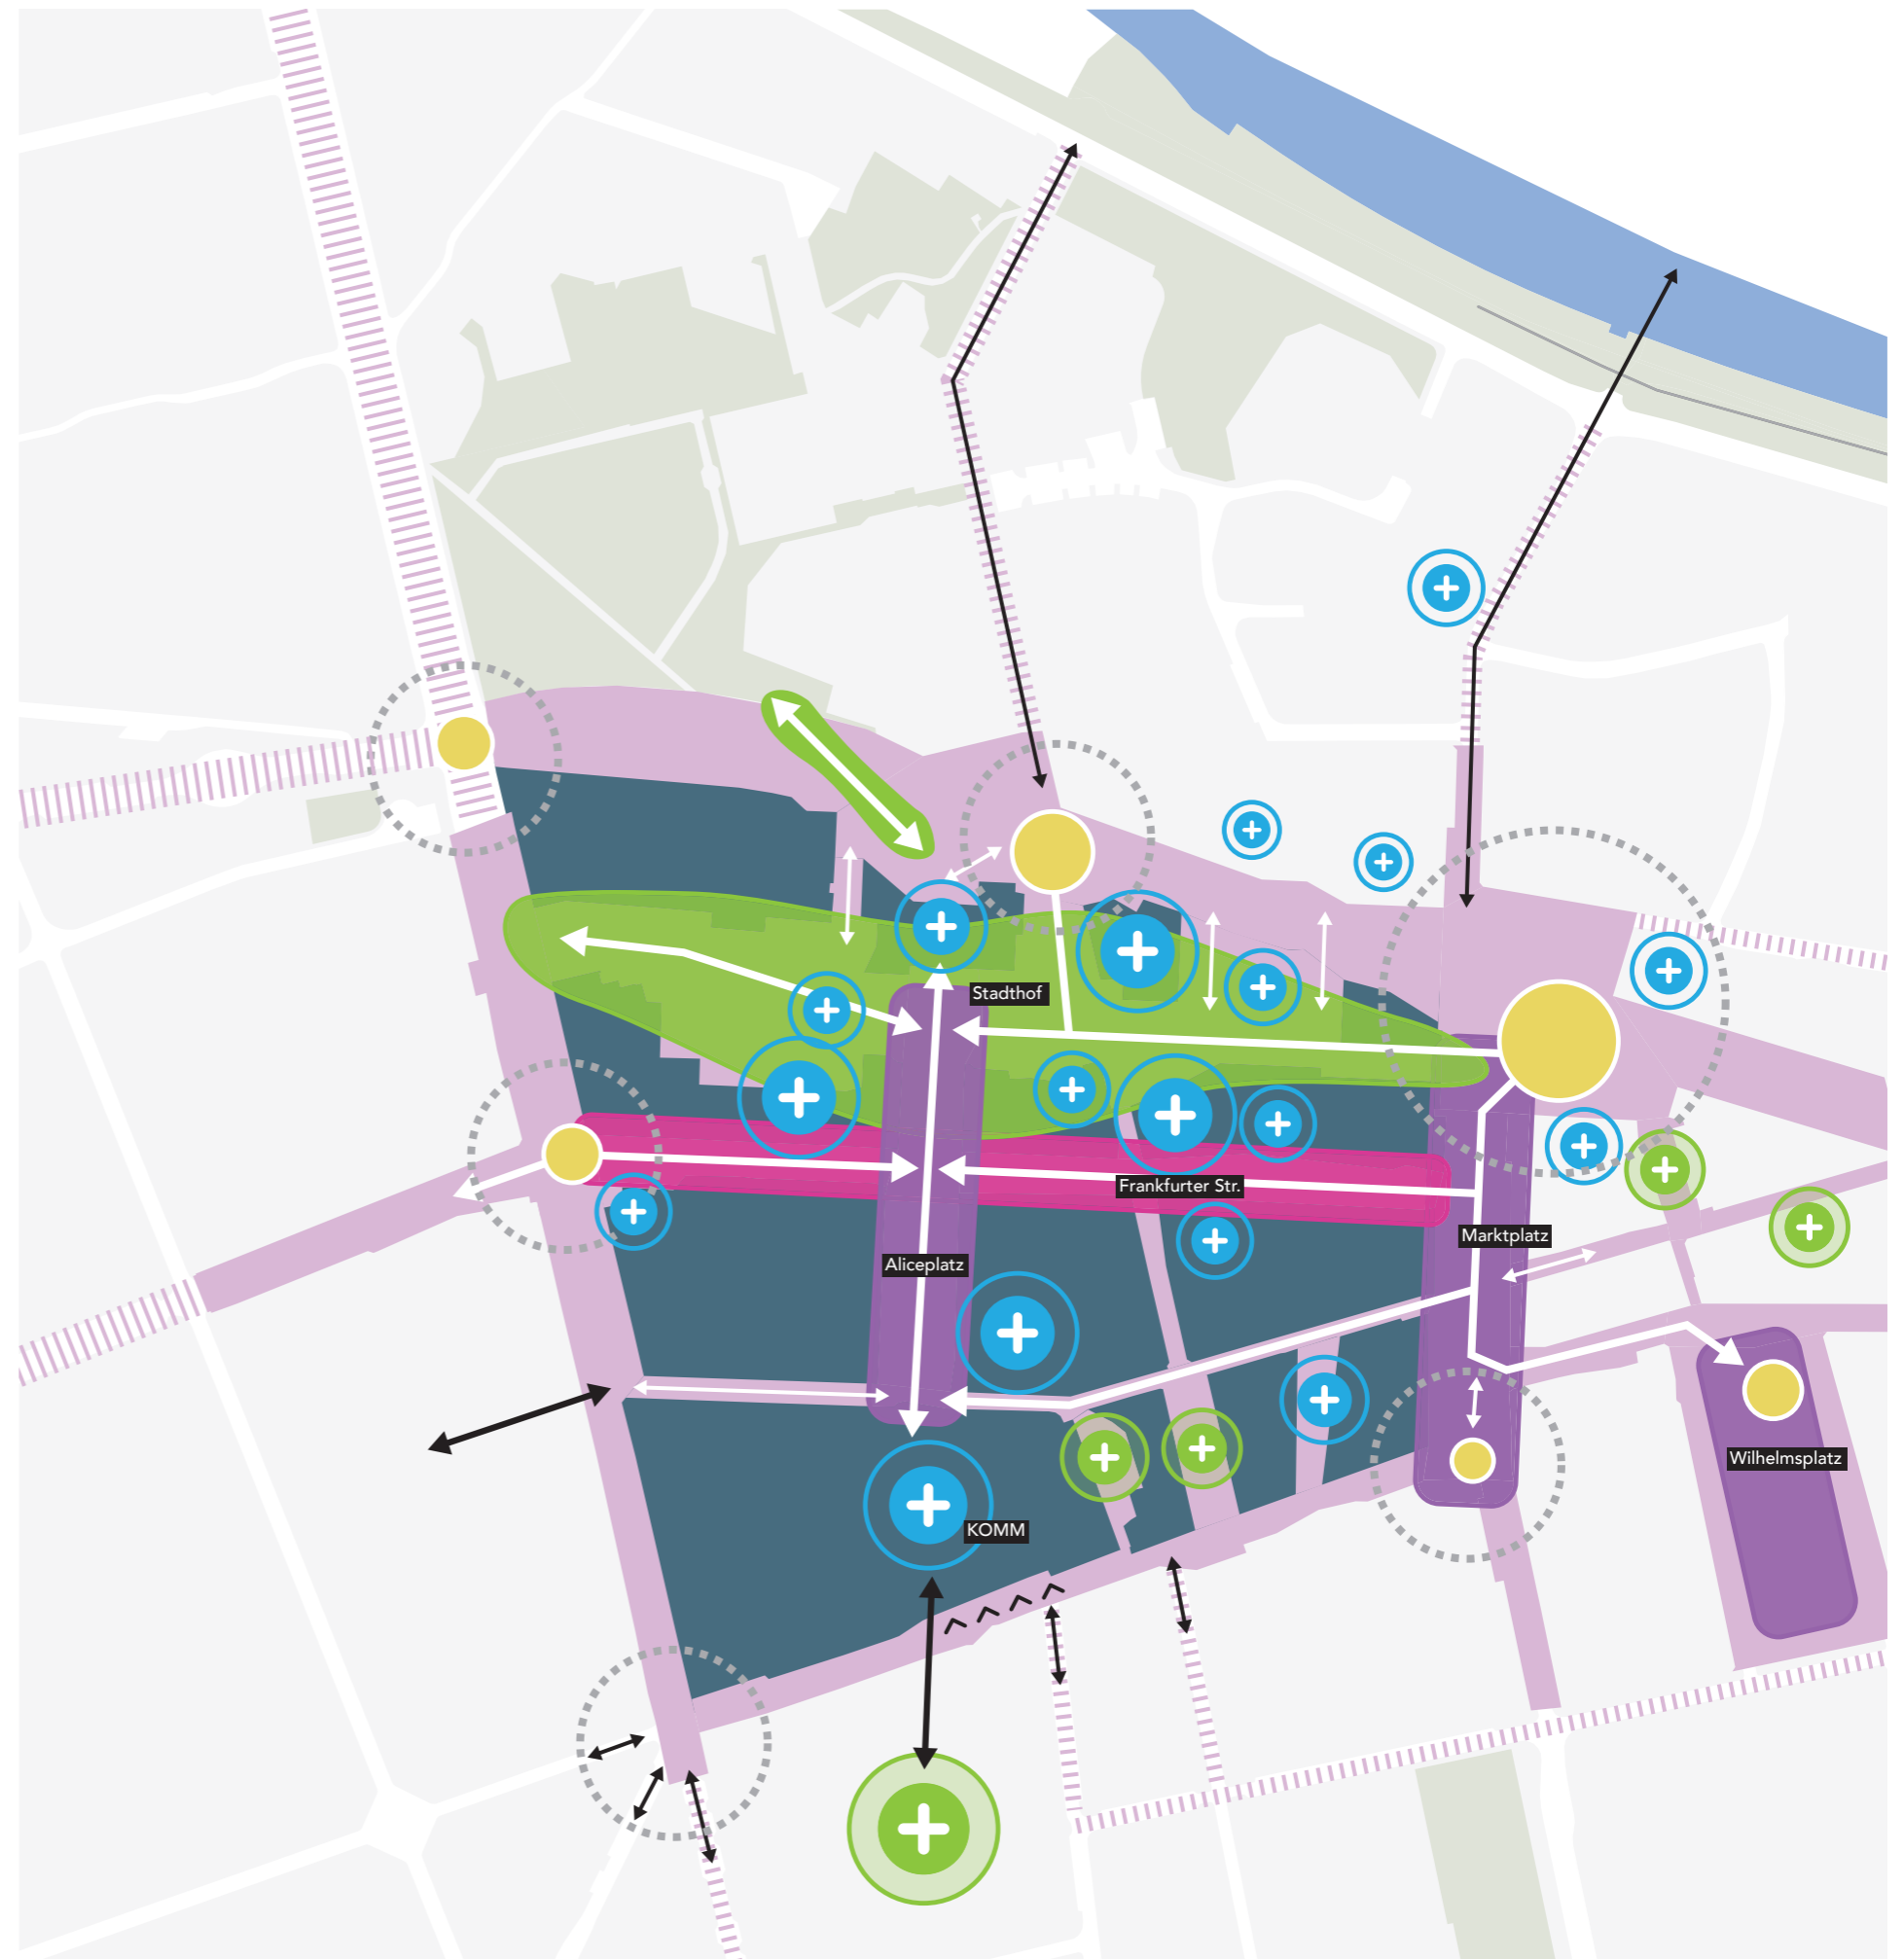 Stadthof
Frankfurter Str.
Marktplatz
Aliceplatz
Wilhelmsplatz
KOMM